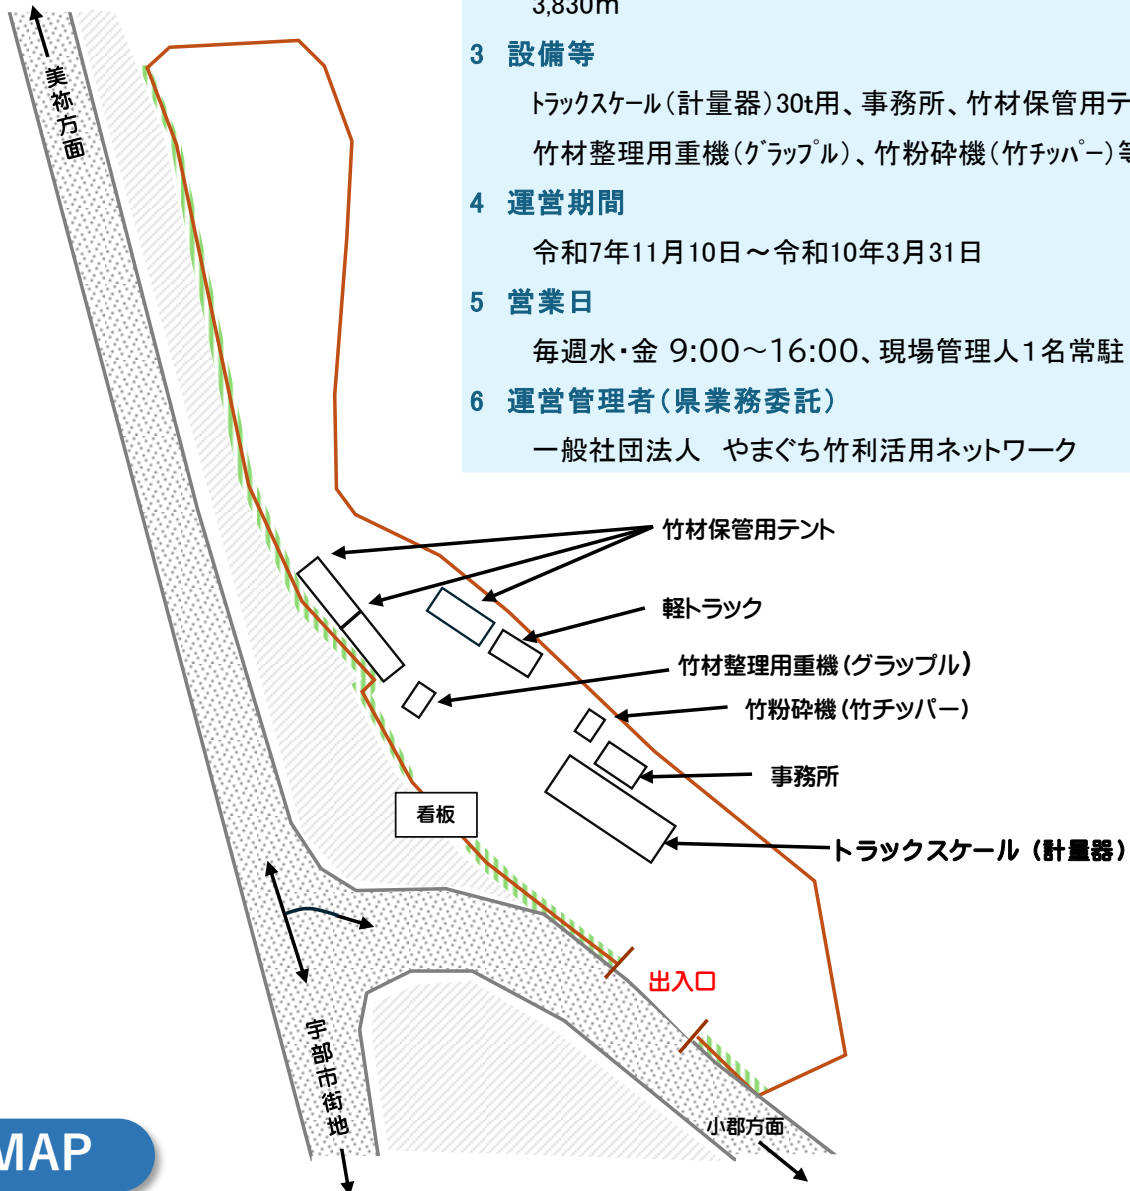 3,830㎡
3 設備等
ﾄﾗｯｸｽｹｰﾙ(計量器)30t用、事務所、竹材保管用テ
竹材整理用重機(ｸﾞﾗｯﾌﾟﾙ)、竹粉砕機(竹ﾁｯﾊﾟｰ)等
4 運営期間
令和7年11月10日～令和10年3月31日
5 営業日
毎週水・金 9:00～16:00、現場管理人1名常駐
6 運営管理者(県業務委託)
一般社団法人 やまぐち竹利活用ネットワーク
美祢方面
竹材保管用テント
軽トラック
竹材整理用重機(グラップル)
竹粉砕機(竹チッパー)
事務所
看板
トラックスケール(計量器)
出入口
宇部市街地
小郡方面
MAP